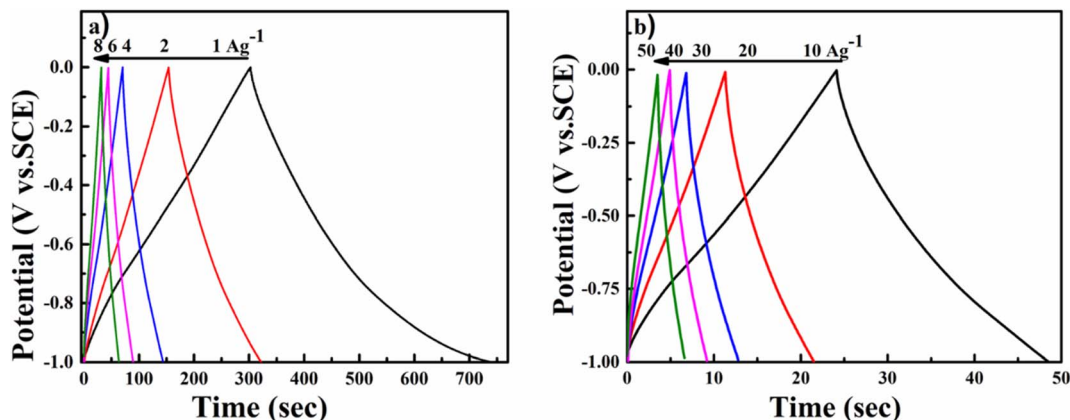 a)
8 6 4 2 1 Ag⁻¹
0.0
-0.2
-0.4
-0.6
-0.8
-1.0
Potential (V vs.SCE)
0 100 200 300 400 500 600 700
Time (sec)
b)
50 40 30 20 10 Ag⁻¹
0.00
-0.25
-0.50
-0.75
-1.00
Potential (V vs.SCE)
0 10 20 30 40 50
Time (sec)